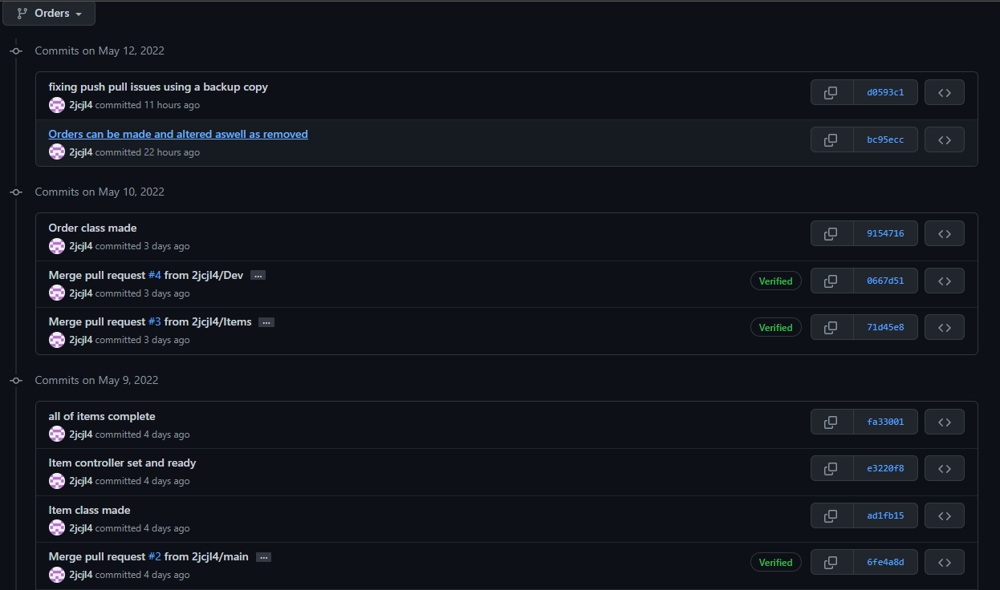 Orders
Commits on May 12, 2022
fixing push pull issues using a backup copy
d0593c1
2jcjl4 committed 11 hours ago
Orders can be made and altered aswell as removed
bc95ecc
2jcjl4 committed 22 hours ago
Commits on May 10, 2022
Order class made
9154716
2jcjl4 committed 3 days ago
Merge pull request #4 from 2jcjl4/Dev ...
Verified 0667d51
2jcjl4 committed 3 days ago
Merge pull request #3 from 2jcjl4/Items ...
Verified 71d45e8
2jcjl4 committed 3 days ago
Commits on May 9, 2022
all of items complete
fa33001
2jcjl4 committed 4 days ago
Item controller set and ready
e3220f8
2jcjl4 committed 4 days ago
Item class made
ad1fb15
2jcjl4 committed 4 days ago
Merge pull request #2 from 2jcjl4/main ...
Verified 6fe4a8d
2jcjl4 committed 4 days ago